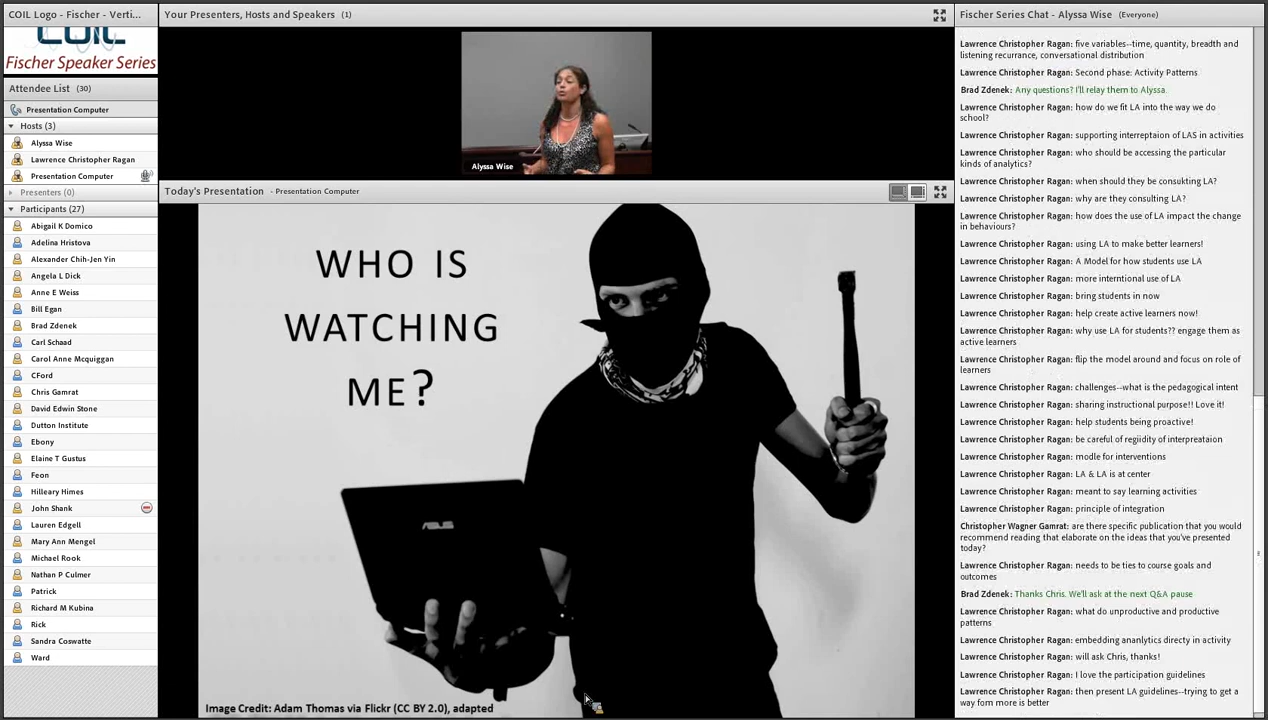 COIL Logo - Fischer - Verti...
COIL
Fischer Speaker Series
Attendee List (30)
Presentation Computer
Hosts (3)
Alyssa Wise
Lawrence Christopher Ragan
Presentation Computer
Presenters (0)
Participants (27)
Abigail K Domico
Adelina Hristova
Alexander Chih-Jen Yin
Angela L Dick
Anne E Weiss
Bill Egan
Brad Zdenek
Carl Schaad
Carol Anne Mcquiggan
CFord
Chris Gamrat
David Edwin Stone
Dutton Institute
Ebony
Elaine T Gustus
Feon
Hilleary Himes
John Shank
Lauren Edgell
Mary Ann Mengel
Michael Rook
Nathan P Culmer
Patrick
Richard M Kubina
Rick
Sandra Coswatte
Ward
Your Presenters, Hosts and Speakers (1)
Alyssa Wise
Today's Presentation - Presentation Computer
WHO IS
WATCHING
ME?
ASUS
Image Credit: Adam Thomas via Flickr (CC BY 2.0), adapted
Fischer Series Chat - Alyssa Wise (Everyone)
Lawrence Christopher Ragan: five variables--time, quantity, breadth and
listening recurrance, conversational distribution
Lawrence Christopher Ragan: Second phase: Activity Patterns
Brad Zdenek: Any questions? I'll relay them to Alyssa.
Lawrence Christopher Ragan: how do we fit LA into the way we do
school?
Lawrence Christopher Ragan: supporting interreptaion of LAS in activities
Lawrence Christopher Ragan: who should be accessing the particular
kinds of analytics?
Lawrence Christopher Ragan: when should they be consukting LA?
Lawrence Christopher Ragan: why are they consulting LA?
Lawrence Christopher Ragan: how does the use of LA impact the change
in behaviours?
Lawrence Christopher Ragan: using LA to make better learners!
Lawrence Christopher Ragan: A Model for how students use LA
Lawrence Christopher Ragan: more interntional use of LA
Lawrence Christopher Ragan: bring students in now
Lawrence Christopher Ragan: help create active learners now!
Lawrence Christopher Ragan: why use LA for students?? engage them as
active learners
Lawrence Christopher Ragan: flip the model around and focus on role of
learners
Lawrence Christopher Ragan: challenges--what is the pedagogical intent
Lawrence Christopher Ragan: sharing instructional purpose!! Love it!
Lawrence Christopher Ragan: help students being proactive!
Lawrence Christopher Ragan: be careful of regiidity of interpreataion
Lawrence Christopher Ragan: modle for interventions
Lawrence Christopher Ragan: LA & LA is at center
Lawrence Christopher Ragan: meant to say learning activities
Lawrence Christopher Ragan: principle of integration
Christopher Wagner Gamrat: are there specific publication that you would
recommend reading that elaborate on the ideas that you've presented
today?
Lawrence Christopher Ragan: needs to be ties to course goals and
outcomes
Brad Zdenek: Thanks Chris. We'll ask at the next Q&A pause
Lawrence Christopher Ragan: what do unproductive and productive
patterns
Lawrence Christopher Ragan: embedding ananlytics directy in activity
Lawrence Christopher Ragan: will ask Chris, thanks!
Lawrence Christopher Ragan: I love the participation guidelines
Lawrence Christopher Ragan: then present LA guidelines--trying to get a
way fom more is better